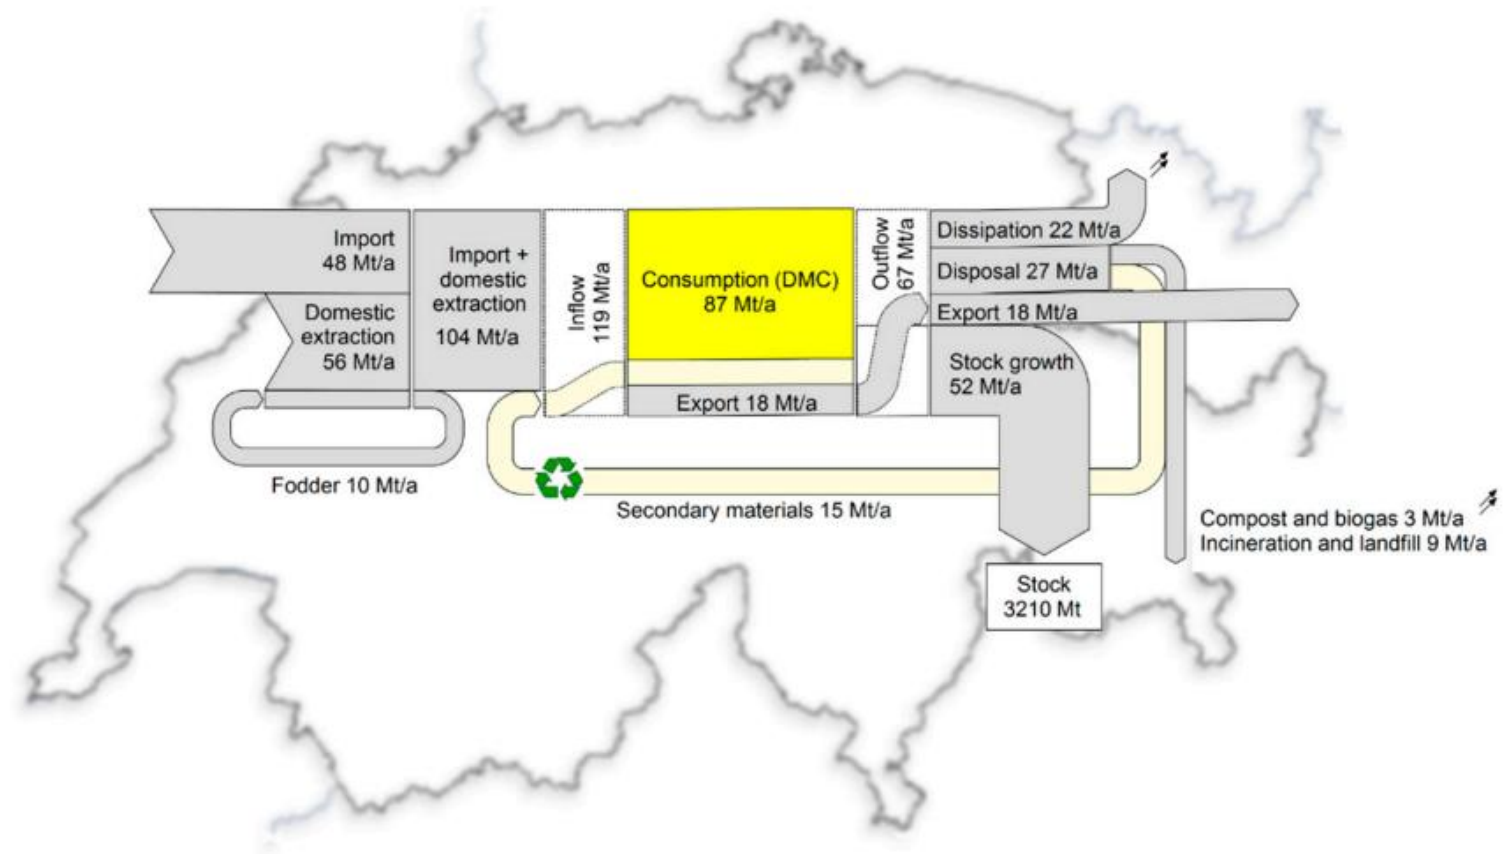 Import
48 Mt/a
Domestic
extraction
56 Mt/a
Import +
domestic
extraction
104 Mt/a
Inflow
119 Mt/a
Consumption (DMC)
87 Mt/a
Export 18 Mt/a
Outflow
67 Mt/a
Dissipation 22 Mt/a
Disposal 27 Mt/a
Export 18 Mt/a
Stock growth
52 Mt/a
Fodder 10 Mt/a
Secondary materials 15 Mt/a
Compost and biogas 3 Mt/a
Incineration and landfill 9 Mt/a
Stock
3210 Mt